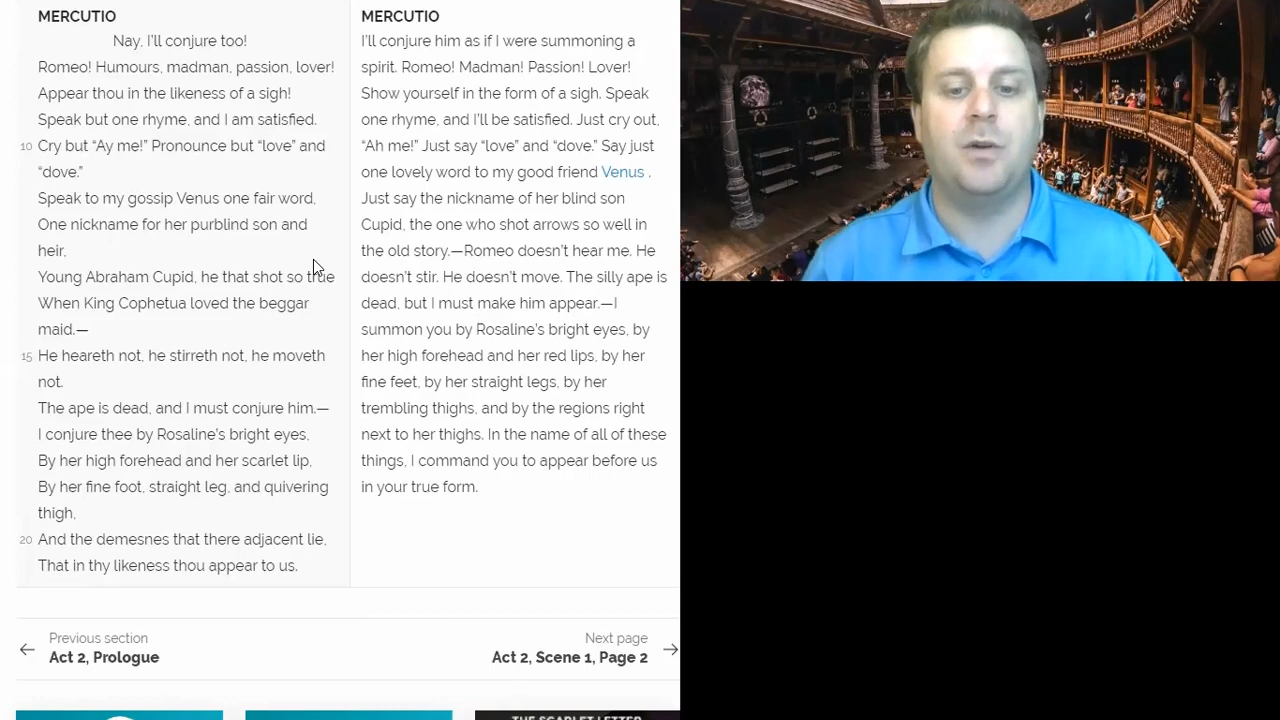 MERCUTIO
Nay, I'll conjure too!
Romeo! Humours, madman, passion, lover!
Appear thou in the likeness of a sigh!
Speak but one rhyme, and I am satisfied.
10 Cry but “Ay me!” Pronounce but “love” and
“dove.”
Speak to my gossip Venus one fair word,
One nickname for her purblind son and
heir,
Young Abraham Cupid, he that shot so true
When King Cophetua loved the beggar
maid.—
15 He heareth not, he stirreth not, he moveth
not.
The ape is dead, and I must conjure him.—
I conjure thee by Rosaline's bright eyes,
By her high forehead and her scarlet lip,
By her fine foot, straight leg, and quivering
thigh,
20 And the demesnes that there adjacent lie,
That in thy likeness thou appear to us.
MERCUTIO
I'll conjure him as if I were summoning a
spirit. Romeo! Madman! Passion! Lover!
Show yourself in the form of a sigh. Speak
one rhyme, and I'll be satisfied. Just cry out,
“Ah me!” Just say “love” and “dove.” Say just
one lovely word to my good friend Venus .
Just say the nickname of her blind son
Cupid, the one who shot arrows so well in
the old story.—Romeo doesn't hear me. He
doesn't stir. He doesn't move. The silly ape is
dead, but I must make him appear.—I
summon you by Rosaline's bright eyes, by
her high forehead and her red lips, by her
fine feet, by her straight legs, by her
trembling thighs, and by the regions right
next to her thighs. In the name of all of these
things, I command you to appear before us
in your true form.
Previous section
Act 2, Prologue
Next page
Act 2, Scene 1, Page 2
THE SCARLET LETTER